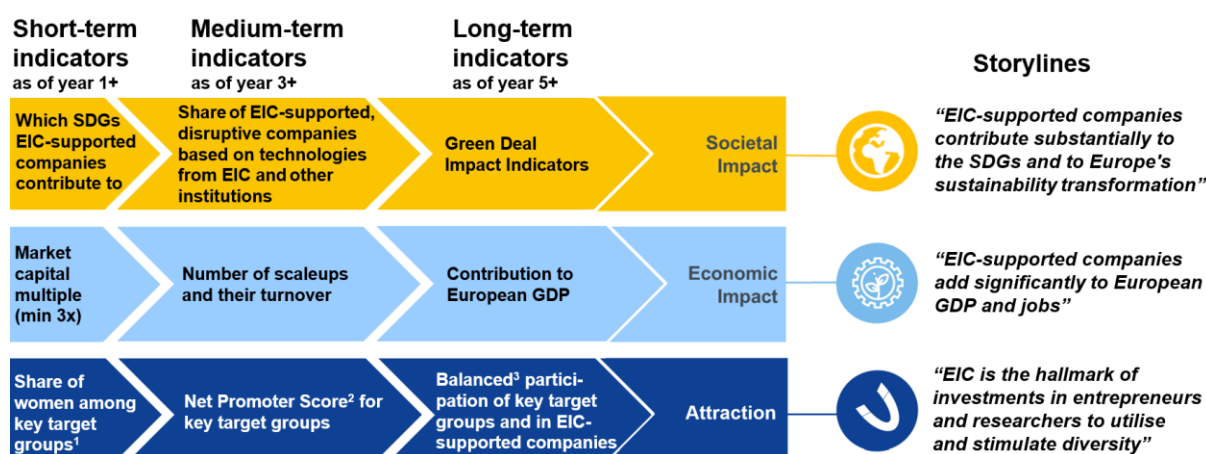 Short-term
indicators
as of year 1+
Medium-term
indicators
as of year 3+
Long-term
indicators
as of year 5+
Storylines
Which SDGs
EIC-supported
companies
contribute to
Share of EIC-supported,
disruptive companies
based on technologies
from EIC and other
institutions
Green Deal
Impact Indicators
Societal
Impact
“EIC-supported companies
contribute substantially to
the SDGs and to Europe's
sustainability transformation”
Market
capital
multiple
(min 3x)
Number of scaleups
and their turnover
Contribution to
European GDP
Economic
Impact
“EIC-supported companies
add significantly to European
GDP and jobs”
Share of
women among
key target
groups¹
Net Promoter Score² for
key target groups
Balanced³ partici-
pation of key target
groups and in EIC-
supported companies
Attraction
“EIC is the hallmark of
investments in entrepreneurs
and researchers to utilise
and stimulate diversity”